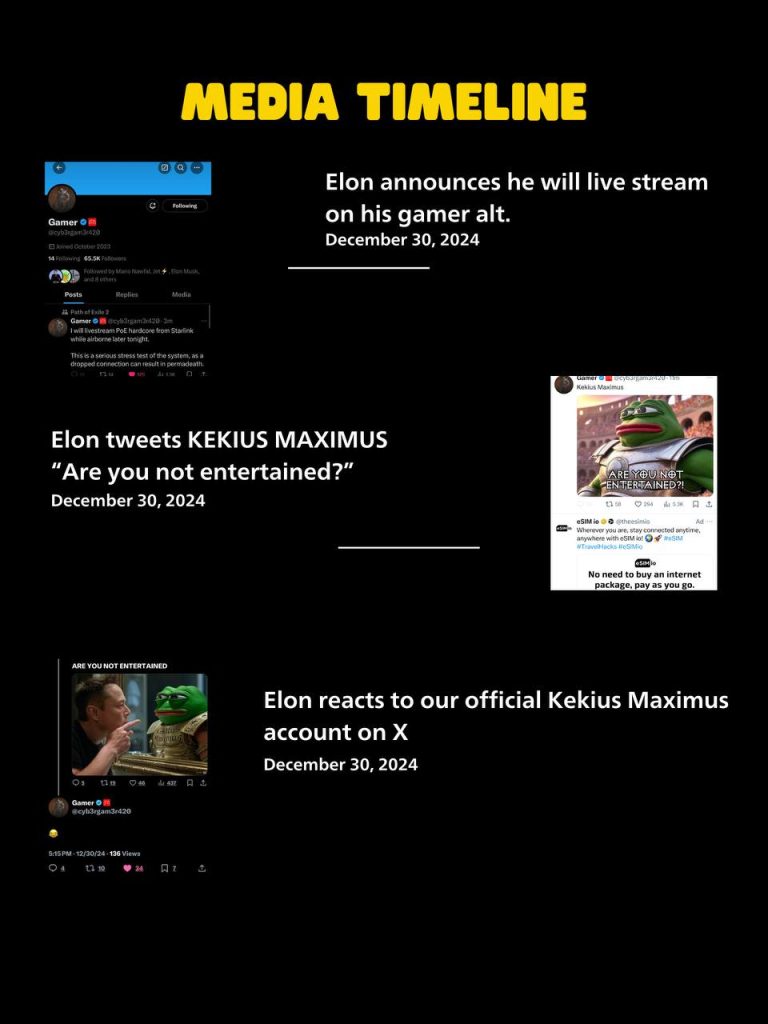 MEDIA TIMELINE
Following
Gamer
@cyb3rgam3r420
Joined October 2023
14 Following 65.5K Followers
Followed by Mario Nawfal, Jet⚡, Elon Musk,
and 8 others
Posts Replies Media
Path of Exile 2
Gamer @cyb3rgam3r420 · 2m
I will livestream PoE hardcore from Starlink
while airborne later tonight.
This is a serious stress test of the system, as a
dropped connection can result in permadeath.
Elon announces he will live stream
on his gamer alt.
December 30, 2024
Elon tweets KEKIUS MAXIMUS
“Are you not entertained?”
December 30, 2024
Gamer @cyb3rgam3r420 · 11m
Kekius Maximus
ARE YOU NOT
ENTERTAINED?!
58 294 5.3K
eSIM io @theesimio Ad
Wherever you are, stay connected anytime,
anywhere with eSIM io! 🌍 🚀 #eSIM
#TravelHacks #eSIMio
eSIM io
No need to buy an internet
package, pay as you go.
ARE YOU NOT ENTERTAINED
3 19 46 437
Gamer
@cyb3rgam3r420
😂
5:15 PM · 12/30/24 · 136 Views
4 10 24 7
Elon reacts to our official Kekius Maximus
account on X
December 30, 2024